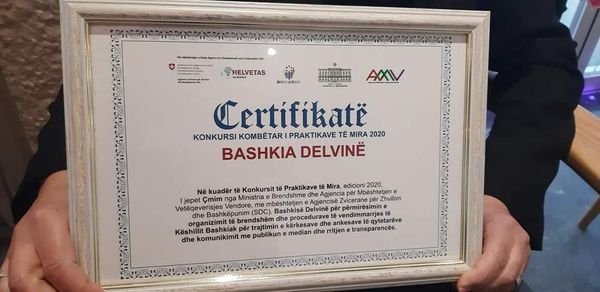 HELVETAS
ALBANIA
Certifikatë
KONKURSI KOMBËTAR I PRAKTIKAVE TË MIRA 2020
BASHKIA DELVINË
Në kuadër të Konkursit të Praktikave të Mira, edicioni 2020,
I jepet Çmim nga Ministria e Brendshme dhe Agjencia për Mbështetjen e
Vetëqeverisjes Vendore, me mbështetjen e Agjencisë Zvicerane për Zhvillim
dhe Bashkëpunim (SDC), Bashkisë Delvinë për përmirësimin e
organizimit të brendshëm dhe procedurave të vendimmarrjes të
Këshillit Bashkiak për trajtimin e kërkesave dhe ankesave të qytetarëve
dhe komunikimit me publikun e median dhe rritjen e transparencës.